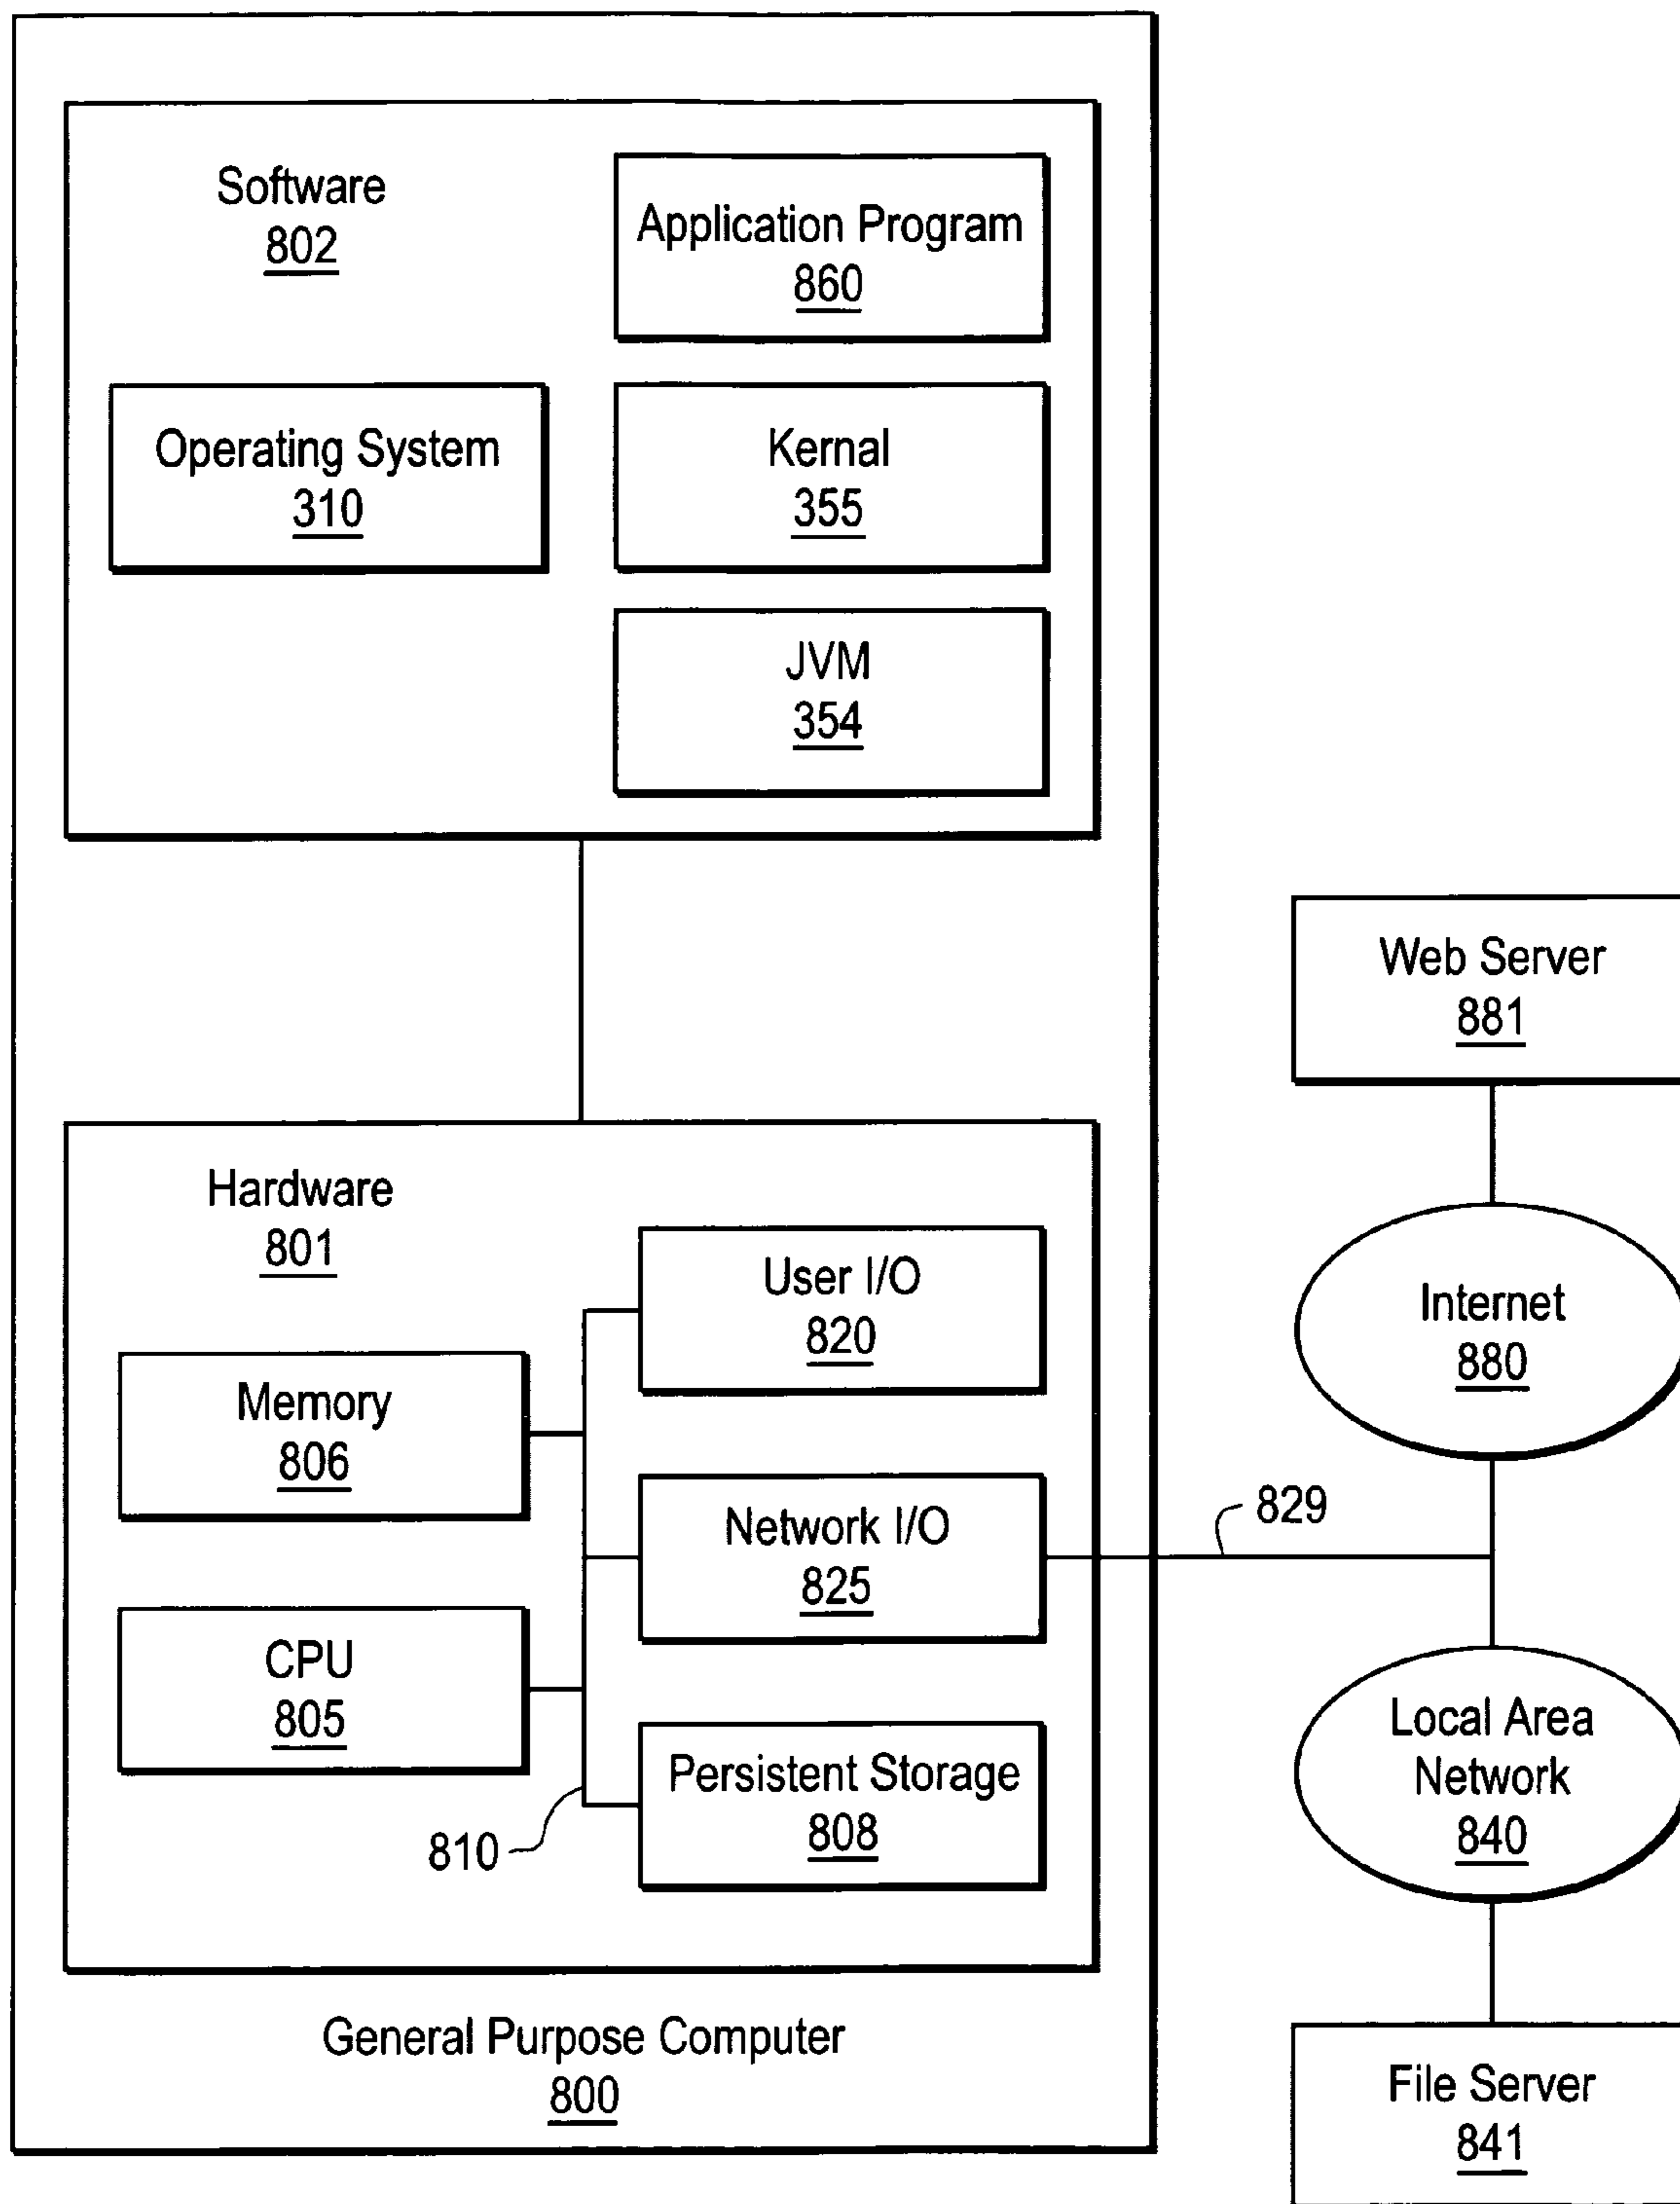 Software
802
Application Program
860
Operating System
310
Kernal
355
JVM
354
Hardware
801
User I/O
820
Memory
806
Network I/O
825
CPU
805
Persistent Storage
808
810
General Purpose Computer
800
Web Server
881
Internet
880
829
Local Area
Network
840
File Server
841